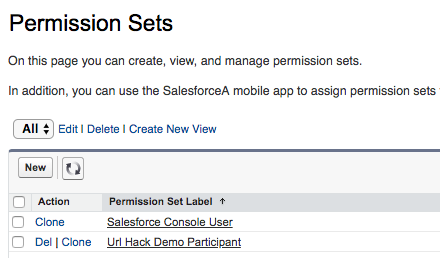 Permission Sets
On this page you can create, view, and manage permission sets.
In addition, you can use the SalesforceA mobile app to assign permission sets
All Edit | Delete | Create New View
New
Action Permission Set Label ↑
Clone Salesforce Console User
Del | Clone Url Hack Demo Participant